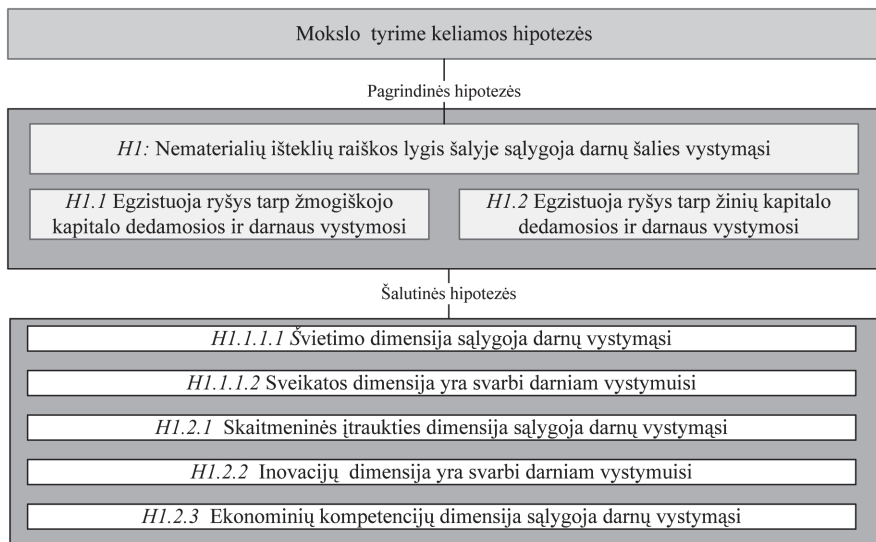 Mokslo tyrime keliamos hipotezės
Pagrindinės hipotezės
H1: Nematerialių išteklių raiškos lygis šalyje sąlygoja darnų šalies vystymąsi
H1.1 Egzistuoja ryšys tarp žmogiškojo
kapitalo dedamosios ir darnaus vystymosi
H1.2 Egzistuoja ryšys tarp žinių kapitalo
dedamosios ir darnaus vystymosi
Šalutinės hipotezės
H1.1.1.1 Švietimo dimensija sąlygoja darnų vystymąsi
H1.1.1.2 Sveikatos dimensija yra svarbi darniam vystymuisi
H1.2.1 Skaitmeninės įtraukties dimensija sąlygoja darnų vystymąsi
H1.2.2 Inovacijų dimensija yra svarbi darniam vystymuisi
H1.2.3 Ekonominių kompetencijų dimensija sąlygoja darnų vystymąsi